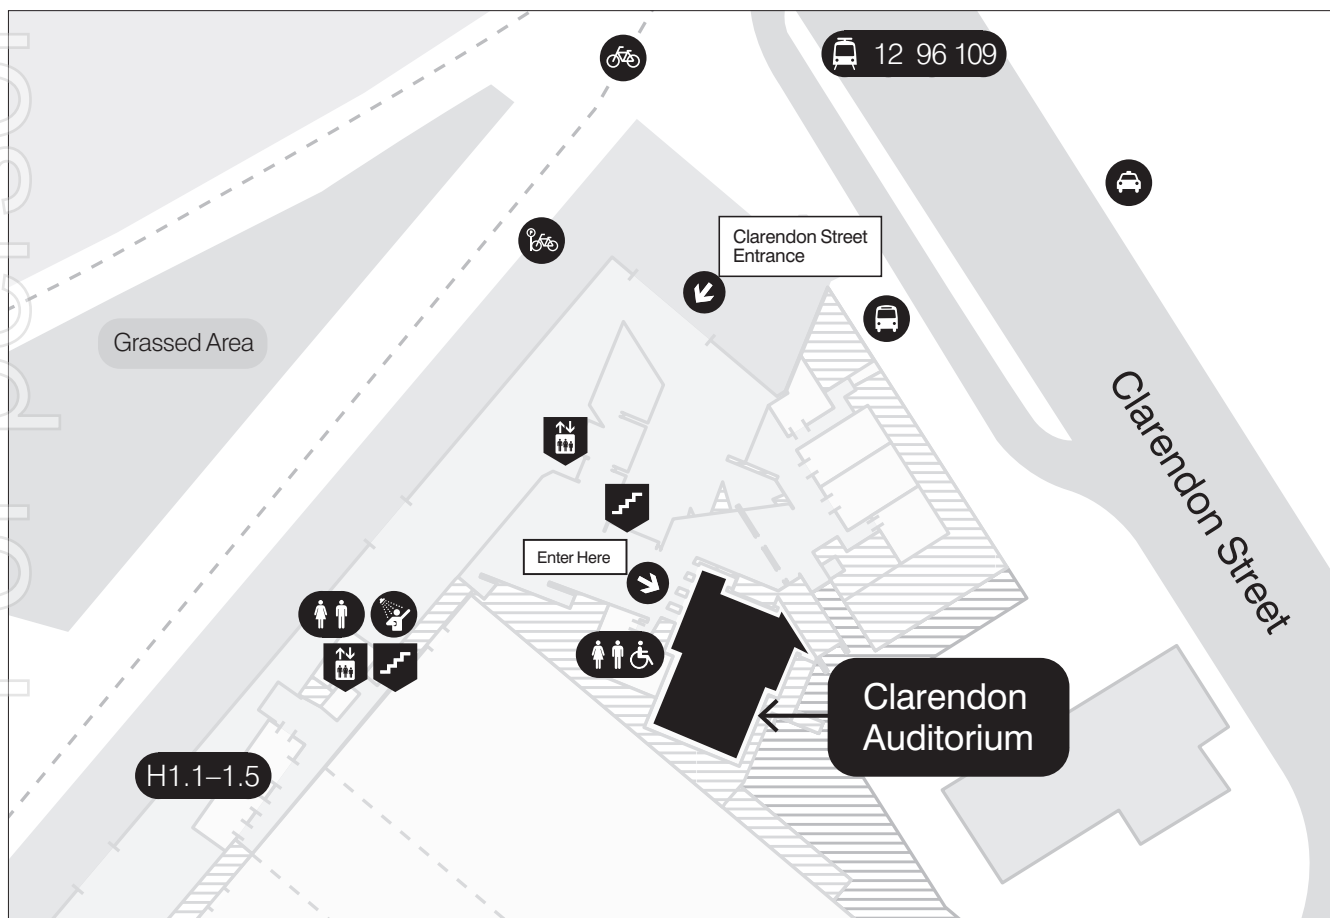 12 96 109
Clarendon Street
Entrance
Grassed Area
Clarendon Street
Enter Here
Clarendon
Auditorium
H1.1–1.5